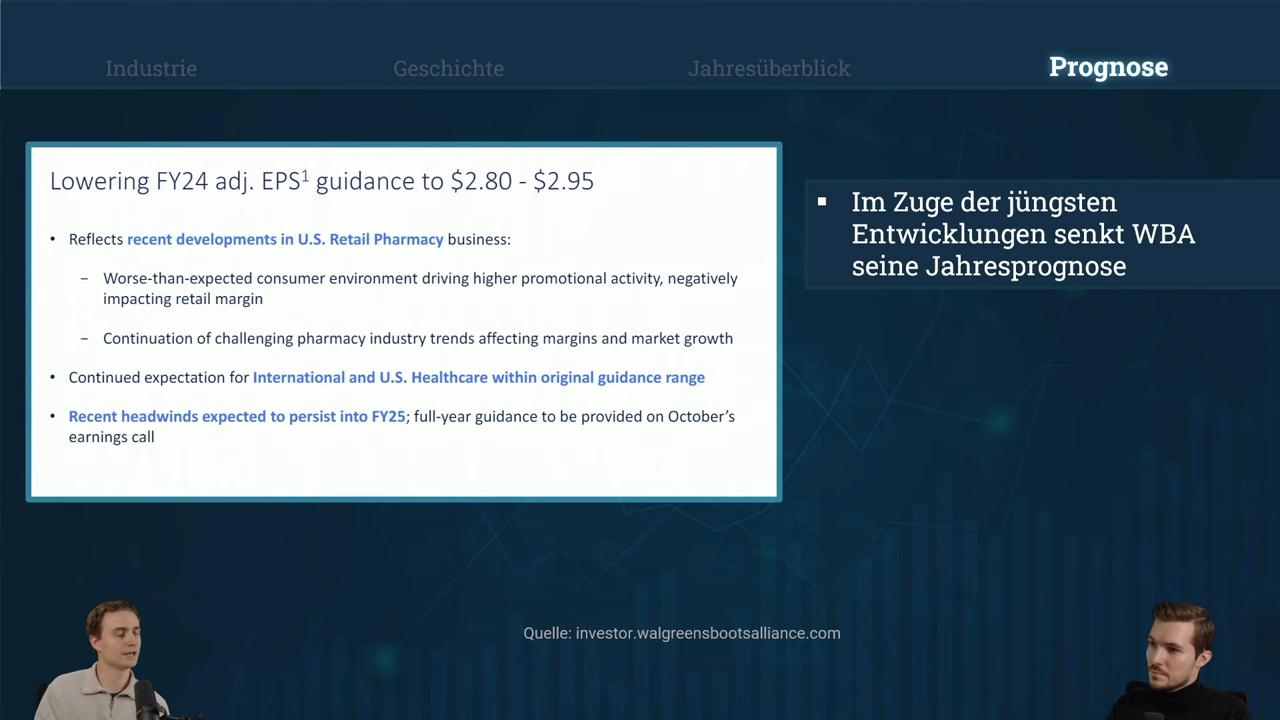 Industrie
Geschichte
Jahresüberblick
Prognose
Lowering FY24 adj. EPS¹ guidance to $2.80 - $2.95
• Reflects recent developments in U.S. Retail Pharmacy business:
− Worse-than-expected consumer environment driving higher promotional activity, negatively
impacting retail margin
− Continuation of challenging pharmacy industry trends affecting margins and market growth
• Continued expectation for International and U.S. Healthcare within original guidance range
• Recent headwinds expected to persist into FY25; full-year guidance to be provided on October’s
earnings call
▪ Im Zuge der jüngsten
Entwicklungen senkt WBA
seine Jahresprognose
Quelle: investor.walgreensbootsalliance.com